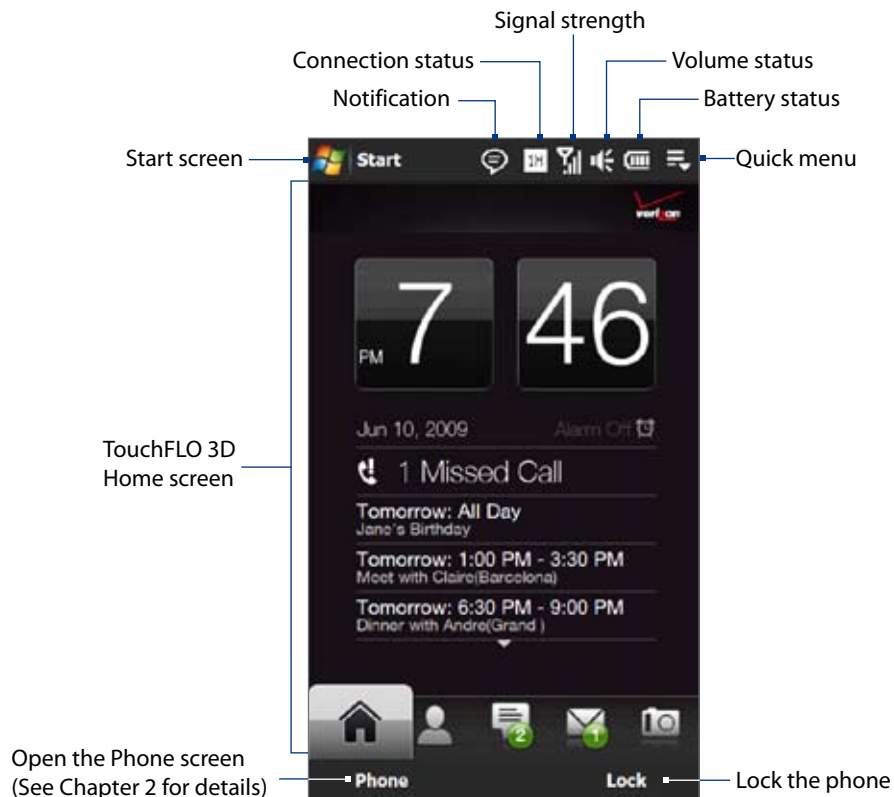 Signal strength
Connection status
Volume status
Notification
Battery status
Start screen
Start
1H
Quick menu
verizon
7
46
PM
Jun 10, 2009
Alarm Off
TouchFLO 3D
Home screen
1 Missed Call
Tomorrow: All Day
Jane's Birthday
Tomorrow: 1:00 PM - 3:30 PM
Meet with Claire(Barcelona)
Tomorrow: 6:30 PM - 9:00 PM
Dinner with Andre(Grand )
2
1
Open the Phone screen
(See Chapter 2 for details)
Phone
Lock
Lock the phone